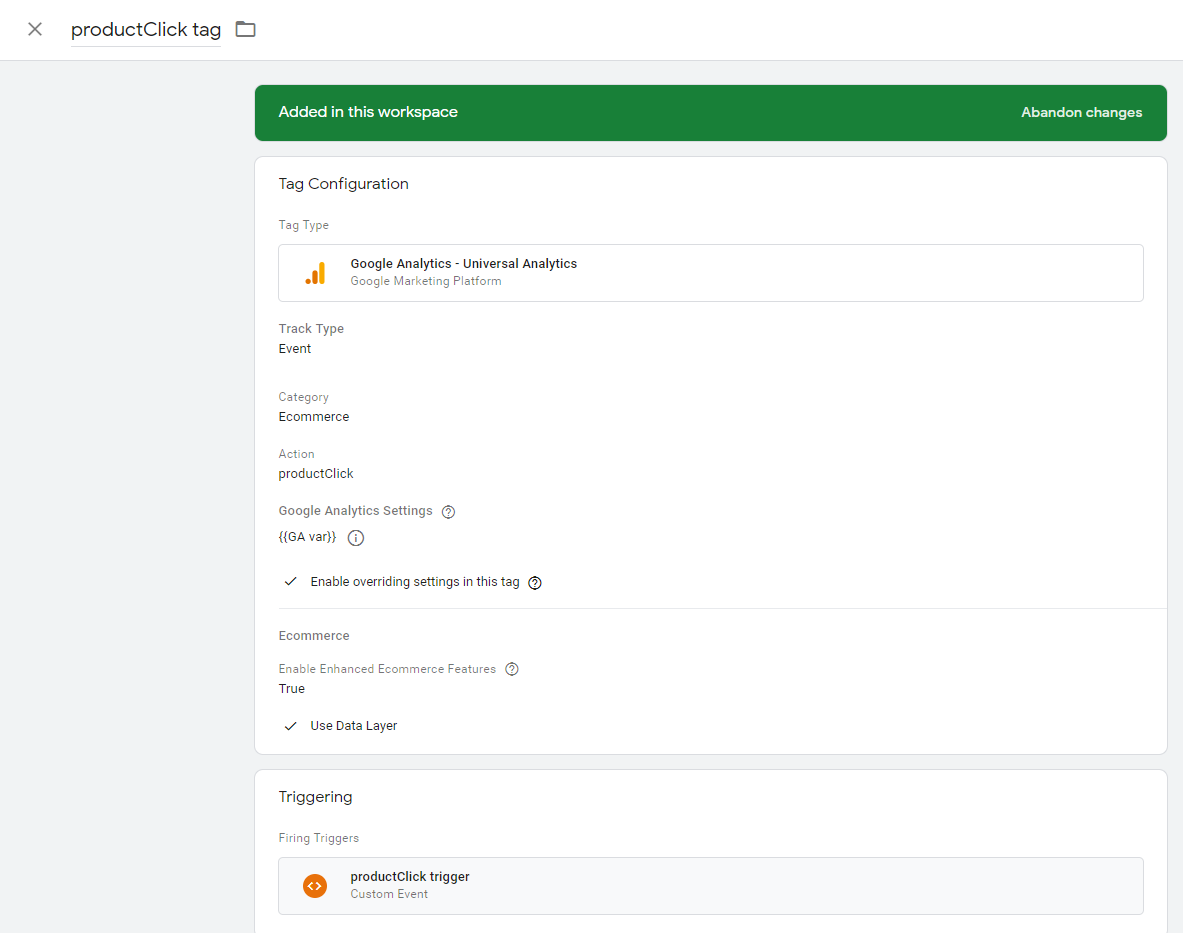 productClick tag
Added in this workspace
Abandon changes
Tag Configuration
Tag Type
Google Analytics - Universal Analytics
Google Marketing Platform
Track Type
Event
Category
Ecommerce
Action
productClick
Google Analytics Settings
{{GA var}}
Enable overriding settings in this tag
Ecommerce
Enable Enhanced Ecommerce Features
True
Use Data Layer
Triggering
Firing Triggers
productClick trigger
Custom Event